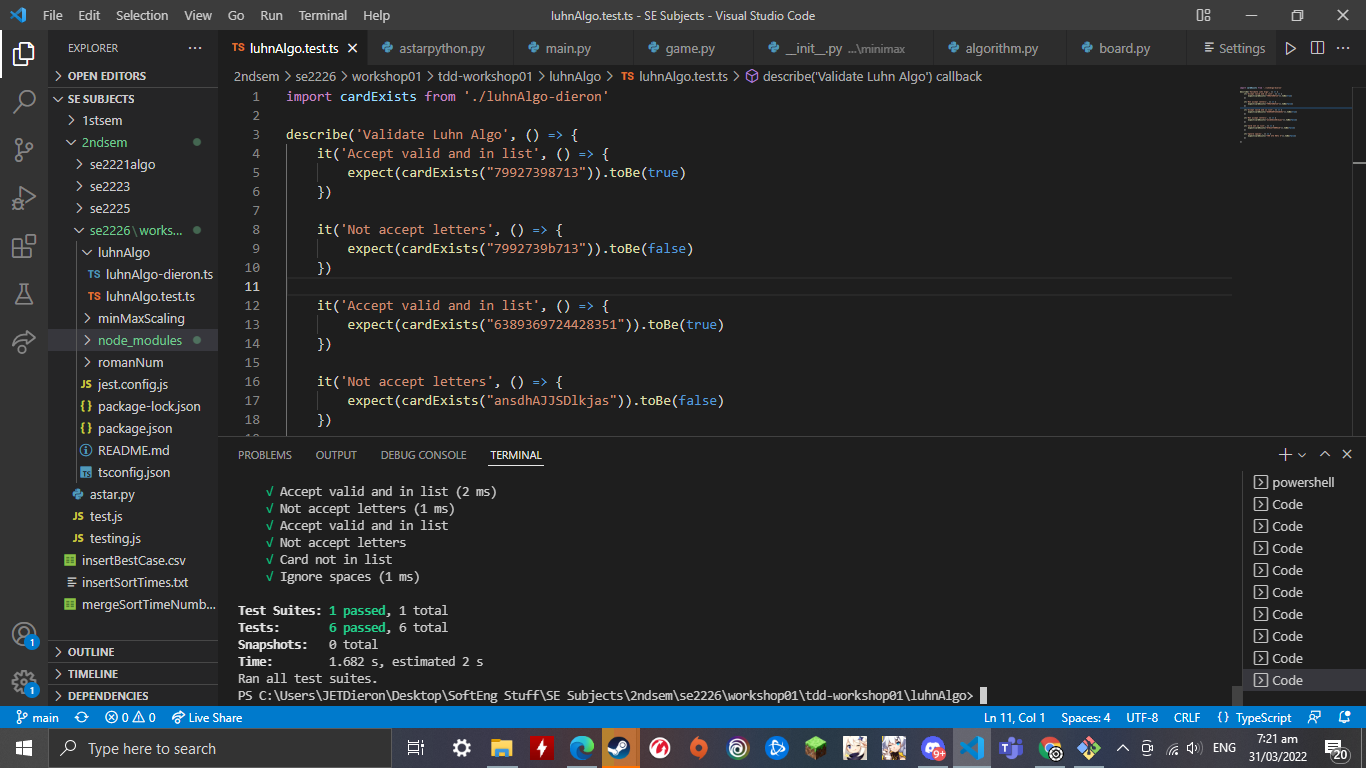 File Edit Selection View Go Run Terminal Help luhnAlgo.test.ts - SE Subjects - Visual Studio Code
EXPLORER ...
OPEN EDITORS
SE SUBJECTS
1stsem
2ndsem
se2221algo
se2223
se2225
se2226 \ works...
luhnAlgo
TS luhnAlgo-dieron.ts
TS luhnAlgo.test.ts
minMaxScaling
node_modules
romanNum
JS jest.config.js
{} package-lock.json
{} package.json
README.md
TS tsconfig.json
astar.py
JS test.js
JS testing.js
insertBestCase.csv
insertSortTimes.txt
mergeSortTimeNumb...
OUTLINE
TIMELINE
DEPENDENCIES
1
1
TS luhnAlgo.test.ts astarpython.py main.py game.py __init__.py ...\minimax algorithm.py board.py Settings ...
2ndsem > se2226 > workshop01 > tdd-workshop01 > luhnAlgo > TS luhnAlgo.test.ts > describe('Validate Luhn Algo') callback
1 import cardExists from './luhnAlgo-dieron'
2
3 describe('Validate Luhn Algo', () => {
4 it('Accept valid and in list', () => {
5 expect(cardExists("79927398713")).toBe(true)
6 })
7
8 it('Not accept letters', () => {
9 expect(cardExists("7992739b713")).toBe(false)
10 })
11
12 it('Accept valid and in list', () => {
13 expect(cardExists("6389369724428351")).toBe(true)
14 })
15
16 it('Not accept letters', () => {
17 expect(cardExists("ansdhAJJSDlkjas")).toBe(false)
18 })
PROBLEMS OUTPUT DEBUG CONSOLE TERMINAL
√ Accept valid and in list (2 ms)
√ Not accept letters (1 ms)
√ Accept valid and in list
√ Not accept letters
√ Card not in list
√ Ignore spaces (1 ms)
Test Suites: 1 passed, 1 total
Tests: 6 passed, 6 total
Snapshots: 0 total
Time: 1.682 s, estimated 2 s
Ran all test suites.
PS C:\Users\JETDieron\Desktop\SoftEng Stuff\SE Subjects\2ndsem\se2226\workshop01\tdd-workshop01\luhnAlgo>
powershell
Code
Code
Code
Code
Code
Code
Code
Code
Code
main 0 0 Live Share Ln 11, Col 1 Spaces: 4 UTF-8 CRLF {} TypeScript
Type here to search 9+ ENG 7:21 am
31/03/2022 20